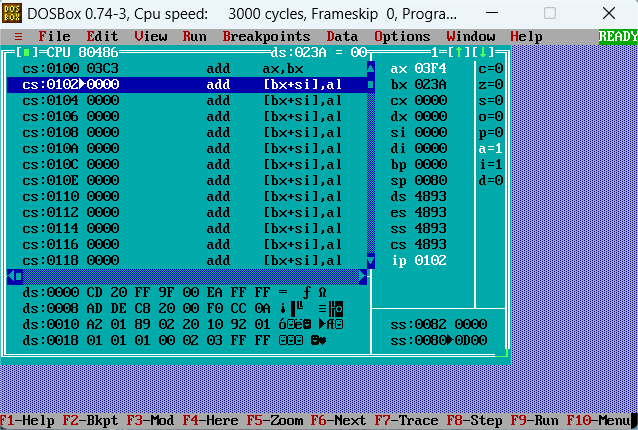 DOSBox 0.74-3, Cpu speed: 3000 cycles, Frameskip 0, Progra...
≡ File Edit View Run Breakpoints Data Options Window Help READY
[■]=CPU 80486 ds:023A = 00 1=[↑][↓]
cs:0100 03C3 add ax,bx
cs:0102▶0000 add [bx+si],al
cs:0104 0000 add [bx+si],al
cs:0106 0000 add [bx+si],al
cs:0108 0000 add [bx+si],al
cs:010A 0000 add [bx+si],al
cs:010C 0000 add [bx+si],al
cs:010E 0000 add [bx+si],al
cs:0110 0000 add [bx+si],al
cs:0112 0000 add [bx+si],al
cs:0114 0000 add [bx+si],al
cs:0116 0000 add [bx+si],al
cs:0118 0000 add [bx+si],al
ax 03F4 c=0
bx 023A z=0
cx 0000 s=0
dx 0000 o=0
si 0000 p=0
di 0000 a=1
bp 0000 i=1
sp 0080 d=0
ds 4893
es 4893
ss 4893
cs 4893
ip 0102
ds:0000 CD 20 FF 9F 00 EA FF FF = ƒ Ω
ds:0008 AD DE C8 20 00 F0 CC 0A
ds:0010 A2 01 89 02 20 10 92 01
ds:0018 01 01 01 00 02 03 FF FF ☺☺☺ ☻♥
ss:0082 0000
ss:0080▶0D00
F1-Help F2-Bkpt F3-Mod F4-Here F5-Zoom F6-Next F7-Trace F8-Step F9-Run F10-Menu